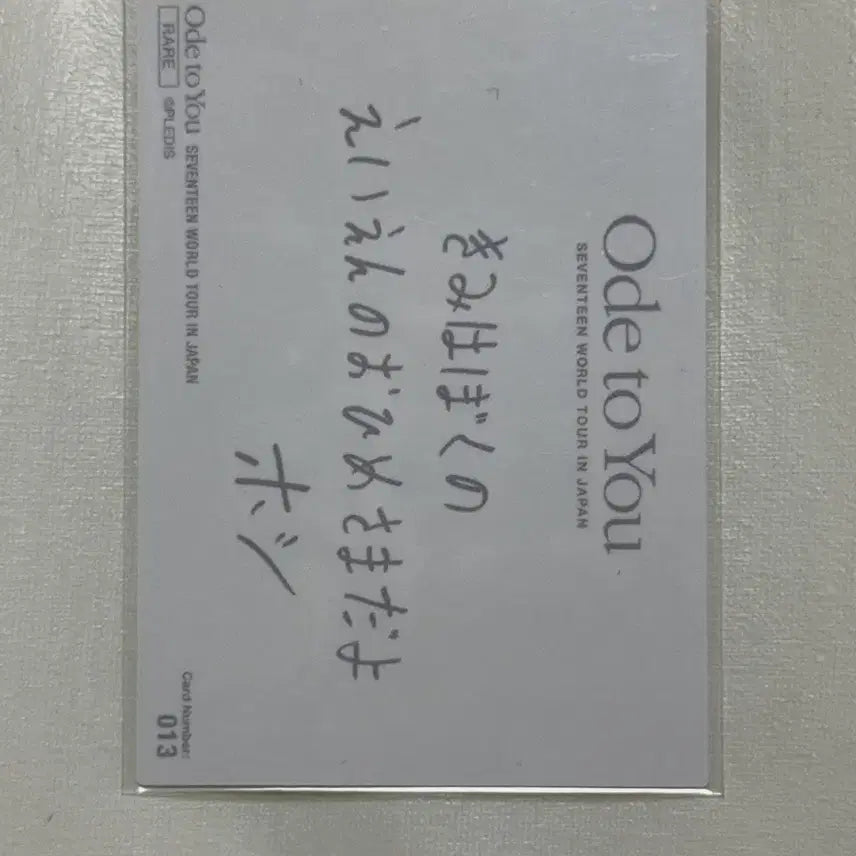 Ode to You
SEVENTEEN WORLD TOUR IN JAPAN
きみはぼくの
えいえんのおひめさまだよ
ホシ
Ode to You SEVENTEEN WORLD TOUR IN JAPAN
RARE ©PLEDIS
Card Number:
013